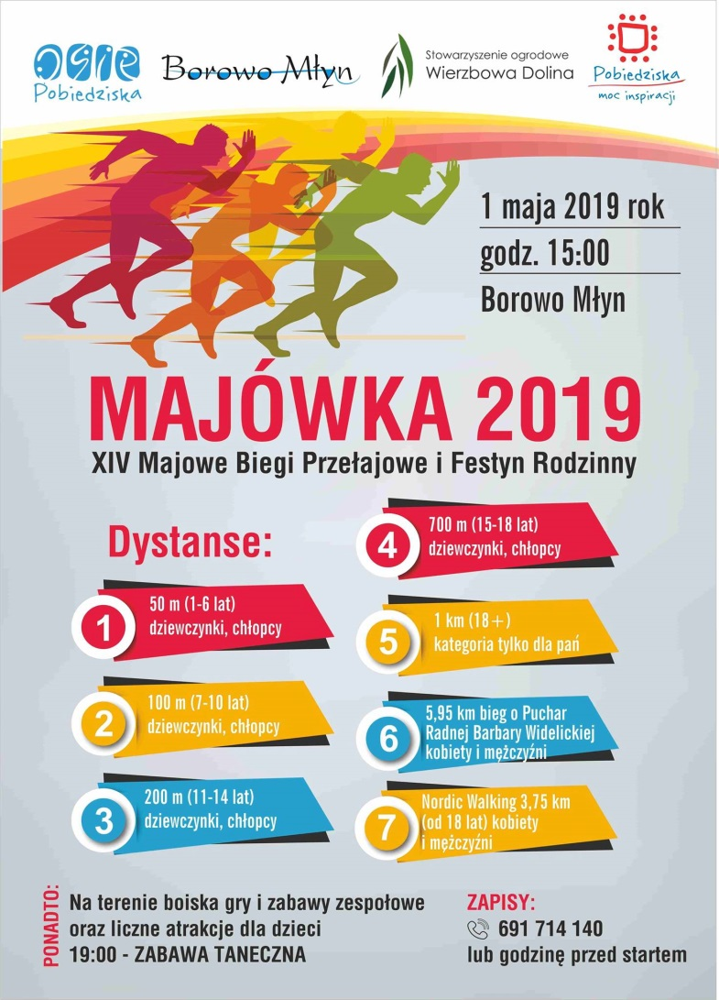 OGIR
Pobiedziska
Borowo Młyn
Stowarzyszenie ogrodowe
Wierzbowa Dolina
Pobiedziska
moc inspiracji
1 maja 2019 rok
godz. 15:00
Borowo Młyn
MAJÓWKA 2019
XIV Majowe Biegi Przełajowe i Festyn Rodzinny
Dystanse:
1
50 m (1-6 lat)
dziewczynki, chłopcy
2
100 m (7-10 lat)
dziewczynki, chłopcy
3
200 m (11-14 lat)
dziewczynki, chłopcy
4
700 m (15-18 lat)
dziewczynki, chłopcy
5
1 km (18+)
kategoria tylko dla pań
6
5,95 km bieg o Puchar
Radnej Barbary Widelickiej
kobiety i mężczyźni
7
Nordic Walking 3,75 km
(od 18 lat) kobiety
i mężczyźni
PONADTO:
Na terenie boiska gry i zabawy zespołowe
oraz liczne atrakcje dla dzieci
19:00 - ZABAWA TANECZNA
ZAPISY:
691 714 140
lub godzinę przed startem